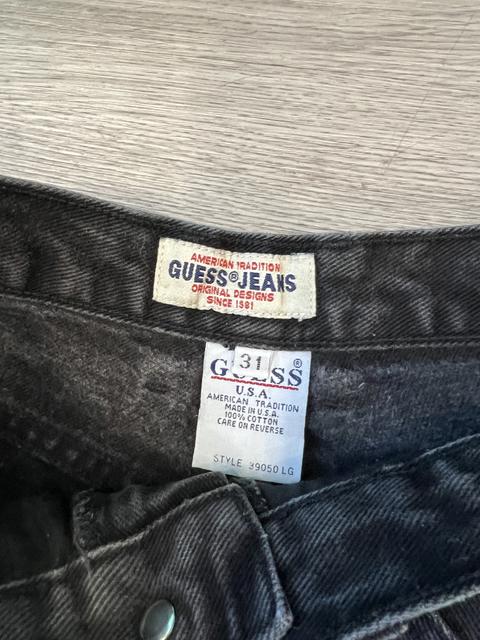 AMERICAN TRADITION
GUESS®JEANS
ORIGINAL DESIGNS
SINCE 1981
31
GUESS®
U.S.A.
AMERICAN TRADITION
MADE IN U.S.A.
100% COTTON
CARE ON REVERSE
STYLE 39050 LG